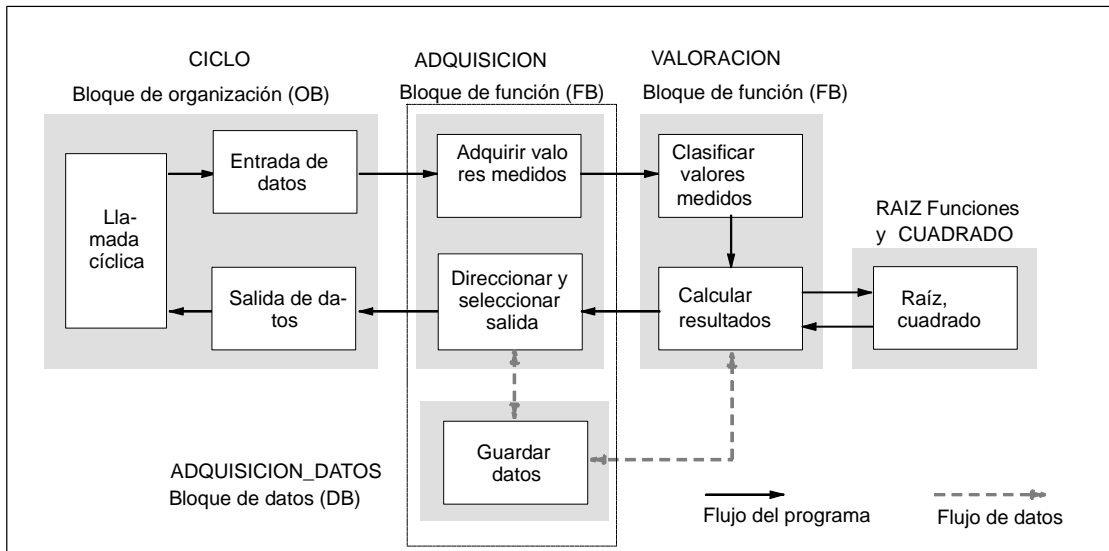 CICLO
Bloque de organización (OB)
ADQUISICION
Bloque de función (FB)
VALORACION
Bloque de función (FB)
Lla-
mada
cíclica
Entrada de
datos
Adquirir valo
res medidos
Clasificar
valores
medidos
RAIZ Funciones
y CUADRADO
Salida de da-
tos
Direccionar y
seleccionar
salida
Calcular
resultados
Raíz,
cuadrado
ADQUISICION_DATOS
Bloque de datos (DB)
Guardar
datos
Flujo del programa
Flujo de datos